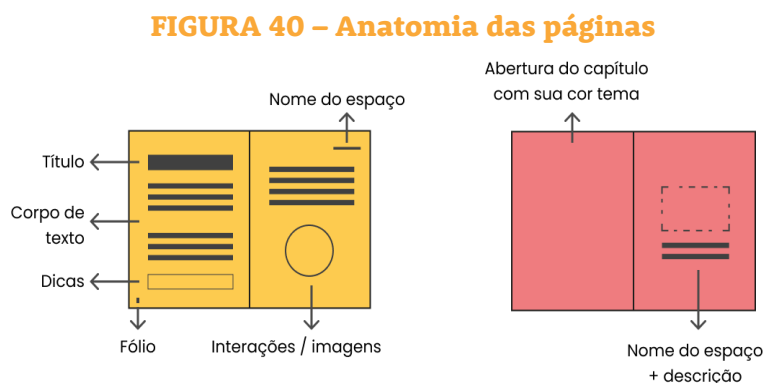 FIGURA 40 – Anatomia das páginas
Nome do espaço
Título
Corpo de
texto
Dicas
Fólio
Interações / imagens
Abertura do capítulo
com sua cor tema
Nome do espaço
+ descrição